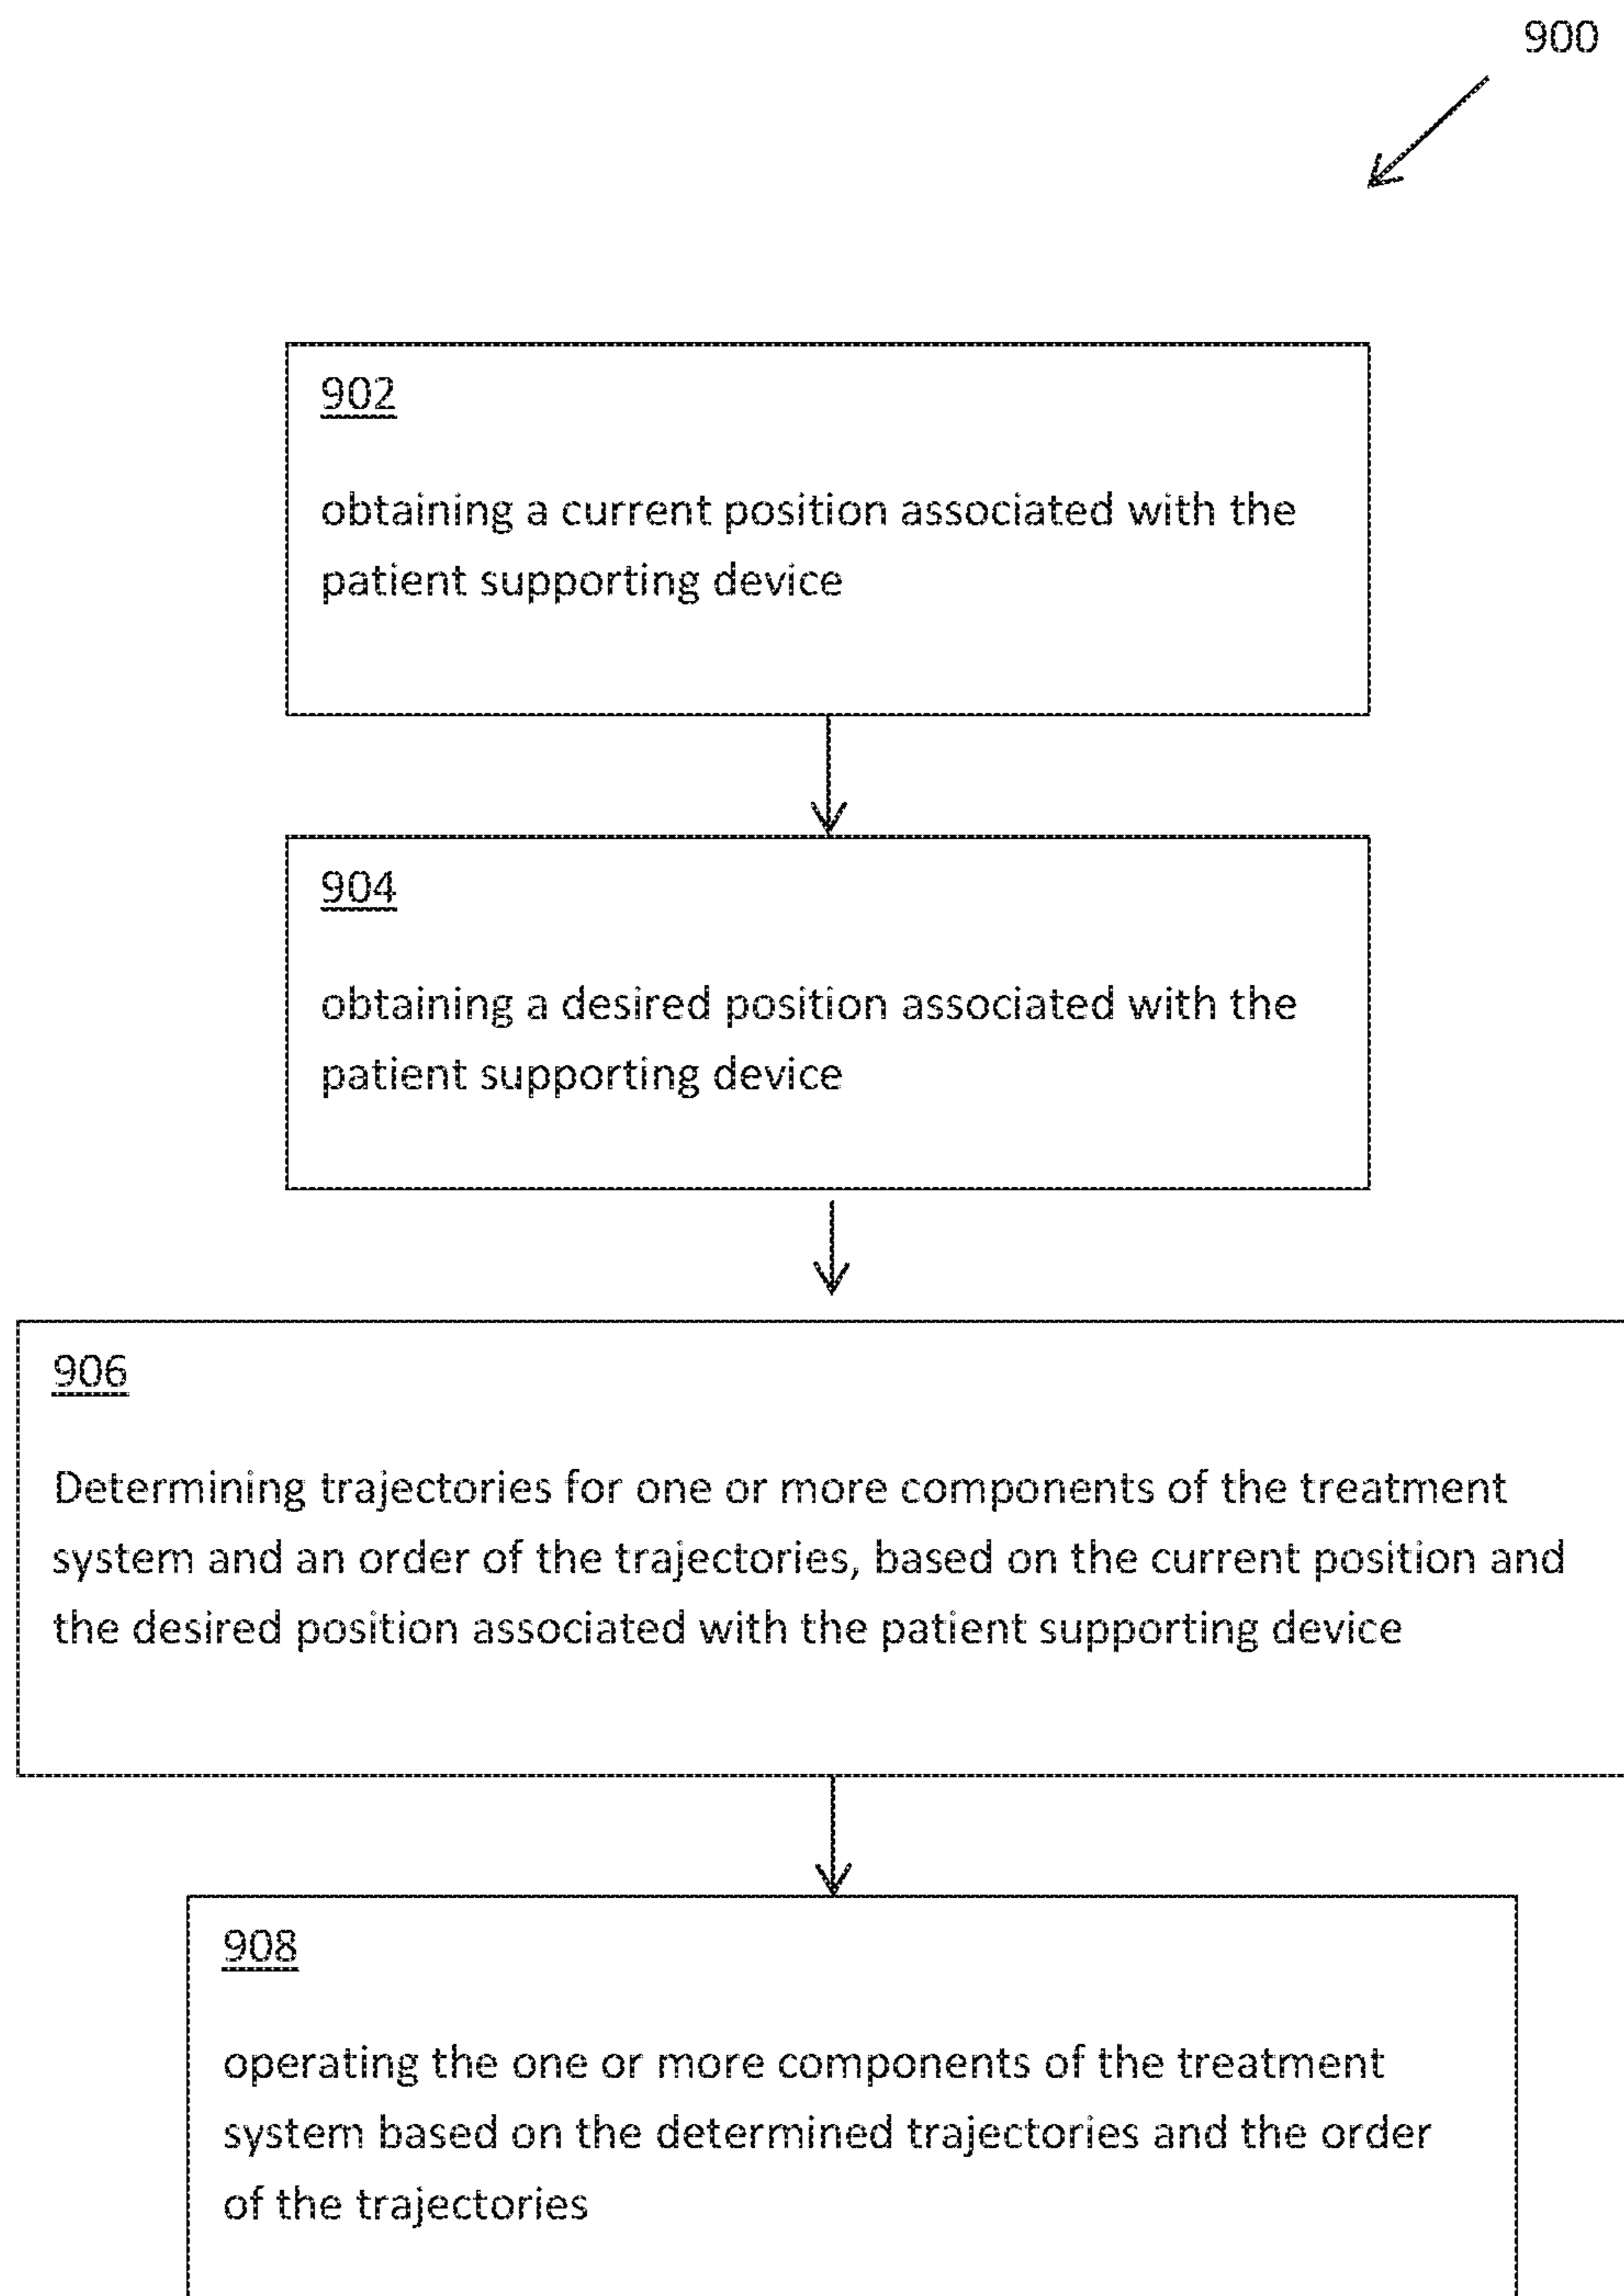 900
902
obtaining a current position associated with the
patient supporting device
904
obtaining a desired position associated with the
patient supporting device
906
Determining trajectories for one or more components of the treatment
system and an order of the trajectories, based on the current position and
the desired position associated with the patient supporting device
908
operating the one or more components of the treatment
system based on the determined trajectories and the order
of the trajectories